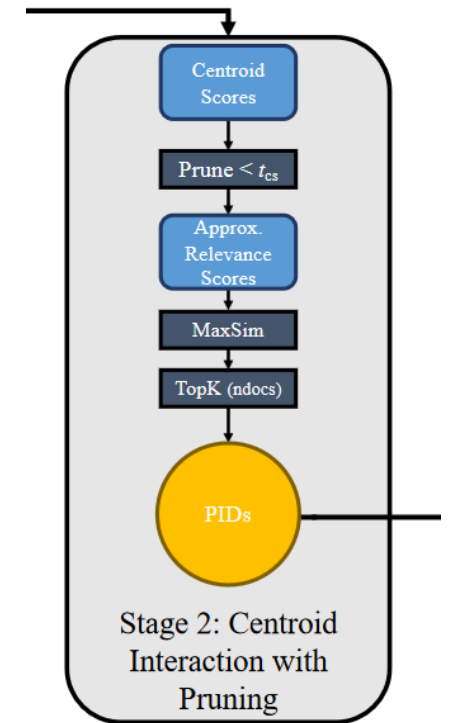 Centroid
Scores
Prune < tcs
Approx.
Relevance
Scores
MaxSim
TopK (ndocs)
PIDs
Stage 2: Centroid
Interaction with
Pruning